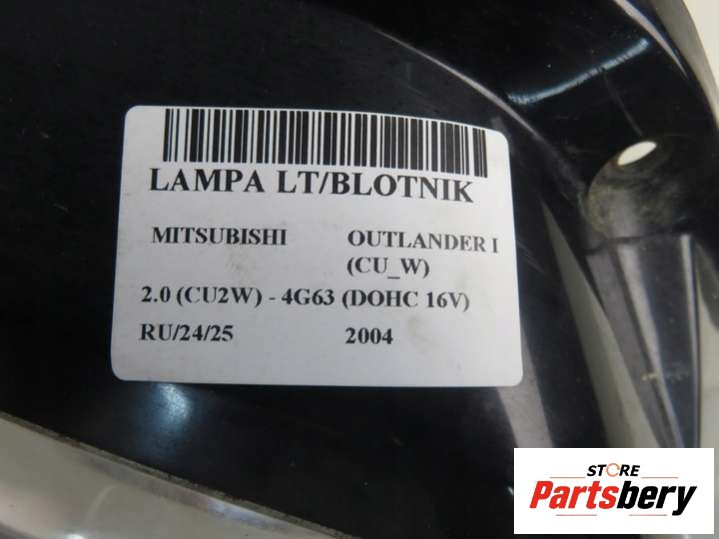 LAMPA LT/BLOTNIK
MITSUBISHI OUTLANDER I
(CU_W)
2.0 (CU2W) - 4G63 (DOHC 16V)
RU/24/25 2004
STORE
Partsbery